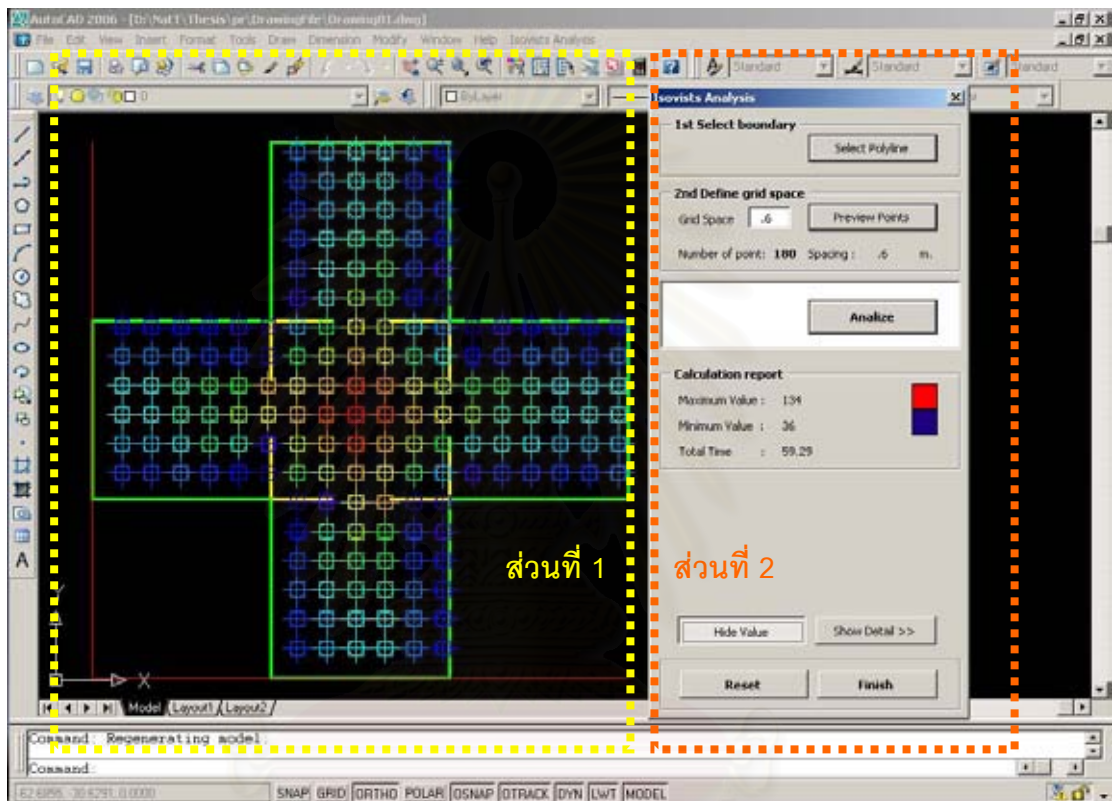 AutoCAD 2006 - [D:\Nat1\Thesis\pr\DrawingFile\Drawing01.dwg]
File Edit View Insert Format Tools Draw Dimension Modify Window Help Isovists Analysis
Standard Standard Standard
0 ByLayer
Isovists Analysis
1st Select boundary
Select Polyline
2nd Define grid space
Grid Space .6 Preview Points
Number of point: 180 Spacing : .6 m.
Analize
Calculation report
Maximum Value : 134
Minimum Value : 36
Total Time : 59.29
ส่วนที่ 1
ส่วนที่ 2
Hide Value Show Detail >>
Reset Finish
Y
X
Model Layout1 Layout2
Command: Regenerating model.
Command:
SNAP GRID ORTHO POLAR OSNAP OTRACK DYN LWT MODEL